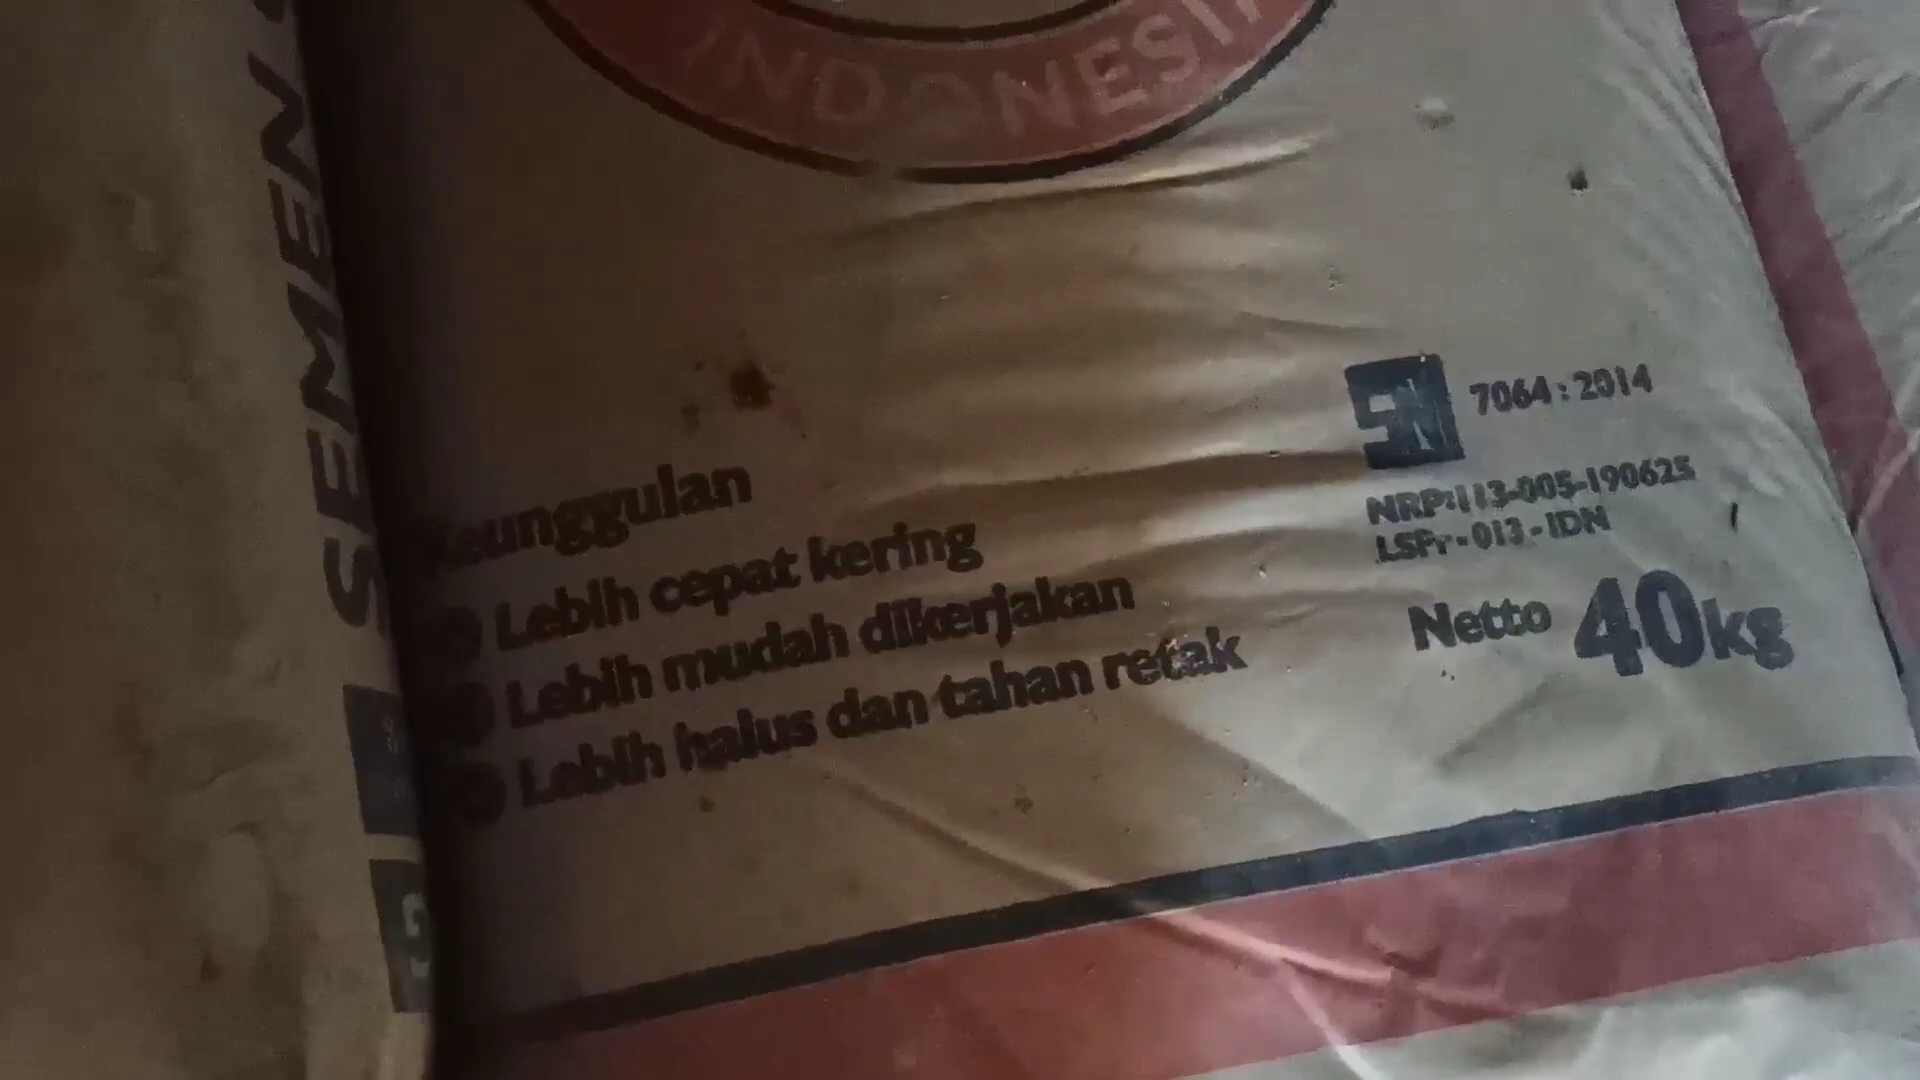 INDONESIA
SEMEN
Keunggulan
Lebih cepat kering
Lebih mudah dikerjakan
Lebih halus dan tahan retak
SNI 7064 : 2014
NRP:113-005-190625
LSPr-013-IDN
Netto 40kg